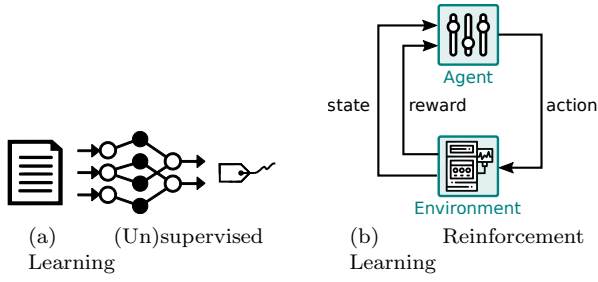 Agent
state
reward
action
Environment
(a) (Un)supervised
Learning
(b) Reinforcement
Learning